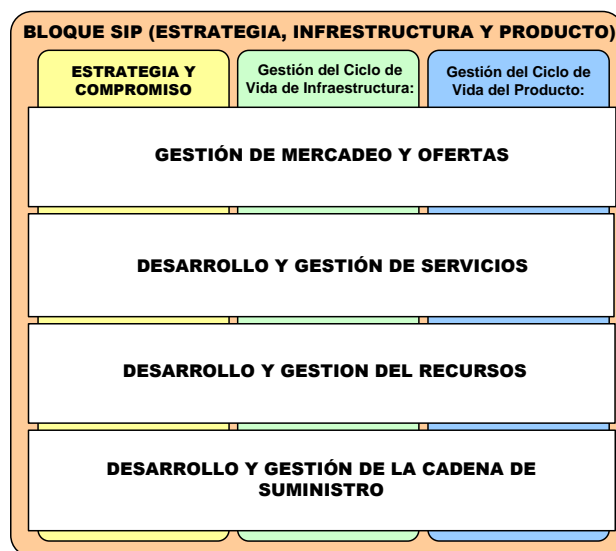 BLOQUE SIP (ESTRATEGIA, INFRESTRUCTURA Y PRODUCTO)
ESTRATEGIA Y
COMPROMISO
Gestión del Ciclo de
Vida de Infraestructura:
Gestión del Ciclo de
Vida del Producto:
GESTIÓN DE MERCADEO Y OFERTAS
DESARROLLO Y GESTIÓN DE SERVICIOS
DESARROLLO Y GESTION DEL RECURSOS
DESARROLLO Y GESTIÓN DE LA CADENA DE
SUMINISTRO